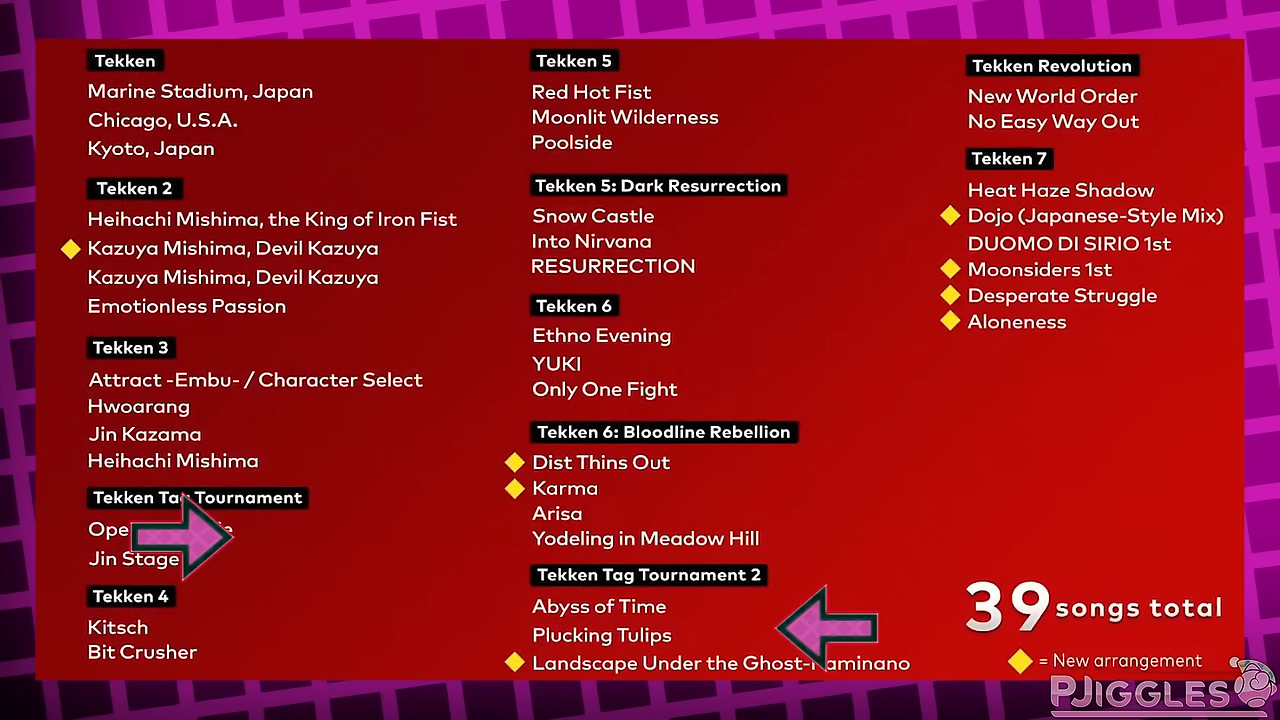 Tekken
Marine Stadium, Japan
Chicago, U.S.A.
Kyoto, Japan
Tekken 2
Heihachi Mishima, the King of Iron Fist
Kazuya Mishima, Devil Kazuya
Kazuya Mishima, Devil Kazuya
Emotionless Passion
Tekken 3
Attract -Embu- / Character Select
Hwoarang
Jin Kazama
Heihachi Mishima
Tekken Tag Tournament
Jin Stage
Tekken 4
Kitsch
Bit Crusher
Tekken 5
Red Hot Fist
Moonlit Wilderness
Poolside
Tekken 5: Dark Resurrection
Snow Castle
Into Nirvana
RESURRECTION
Tekken 6
Ethno Evening
YUKI
Only One Fight
Tekken 6: Bloodline Rebellion
Dist Thins Out
Karma
Arisa
Yodeling in Meadow Hill
Tekken Tag Tournament 2
Abyss of Time
Plucking Tulips
Landscape Under the
Tekken Revolution
New World Order
No Easy Way Out
Tekken 7
Heat Haze Shadow
Dojo (Japanese-Style Mix)
DUOMO DI SIRIO 1st
Moonsiders 1st
Desperate Struggle
Aloneness
39 songs total
= New arrangement
PJIGGLES